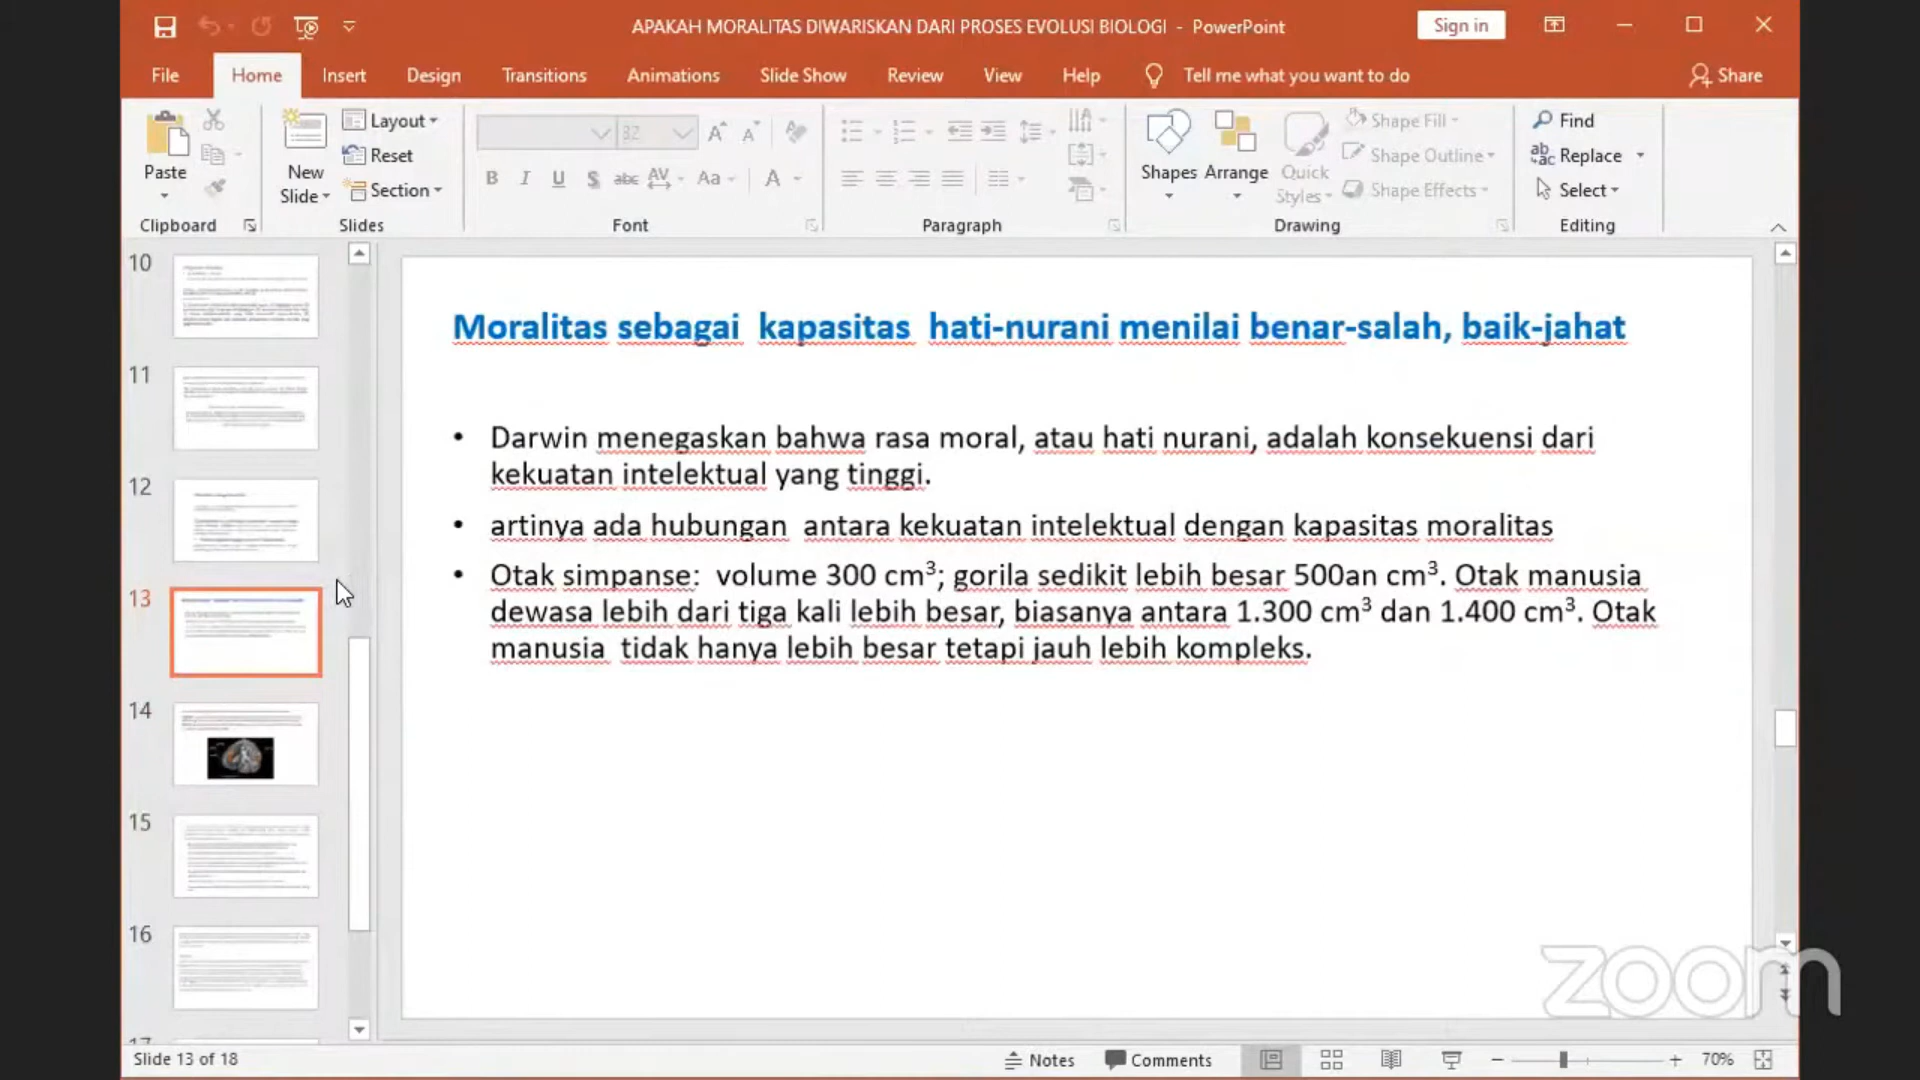 APAKAH MORALITAS DIWARISKAN DARI PROSES EVOLUSI BIOLOGI - PowerPoint
Sign in
File Home Insert Design Transitions Animations Slide Show Review View Help Tell me what you want to do Share
Paste
Clipboard
New Slide
Layout
Reset
Section
Slides
32
B I U S abc AV Aa A
Font
Paragraph
Shapes
Arrange
Quick Styles
Shape Fill
Shape Outline
Shape Effects
Drawing
Find
Replace
Select
Editing
10
11
12
13
14
15
16
17
Moralitas sebagai kapasitas hati-nurani menilai benar-salah, baik-jahat
• Darwin menegaskan bahwa rasa moral, atau hati nurani, adalah konsekuensi dari
kekuatan intelektual yang tinggi.
• artinya ada hubungan antara kekuatan intelektual dengan kapasitas moralitas
• Otak simpanse: volume 300 cm³; gorila sedikit lebih besar 500an cm³. Otak manusia
dewasa lebih dari tiga kali lebih besar, biasanya antara 1.300 cm³ dan 1.400 cm³. Otak
manusia tidak hanya lebih besar tetapi jauh lebih kompleks.
zoom
Slide 13 of 18
Notes
Comments
70%